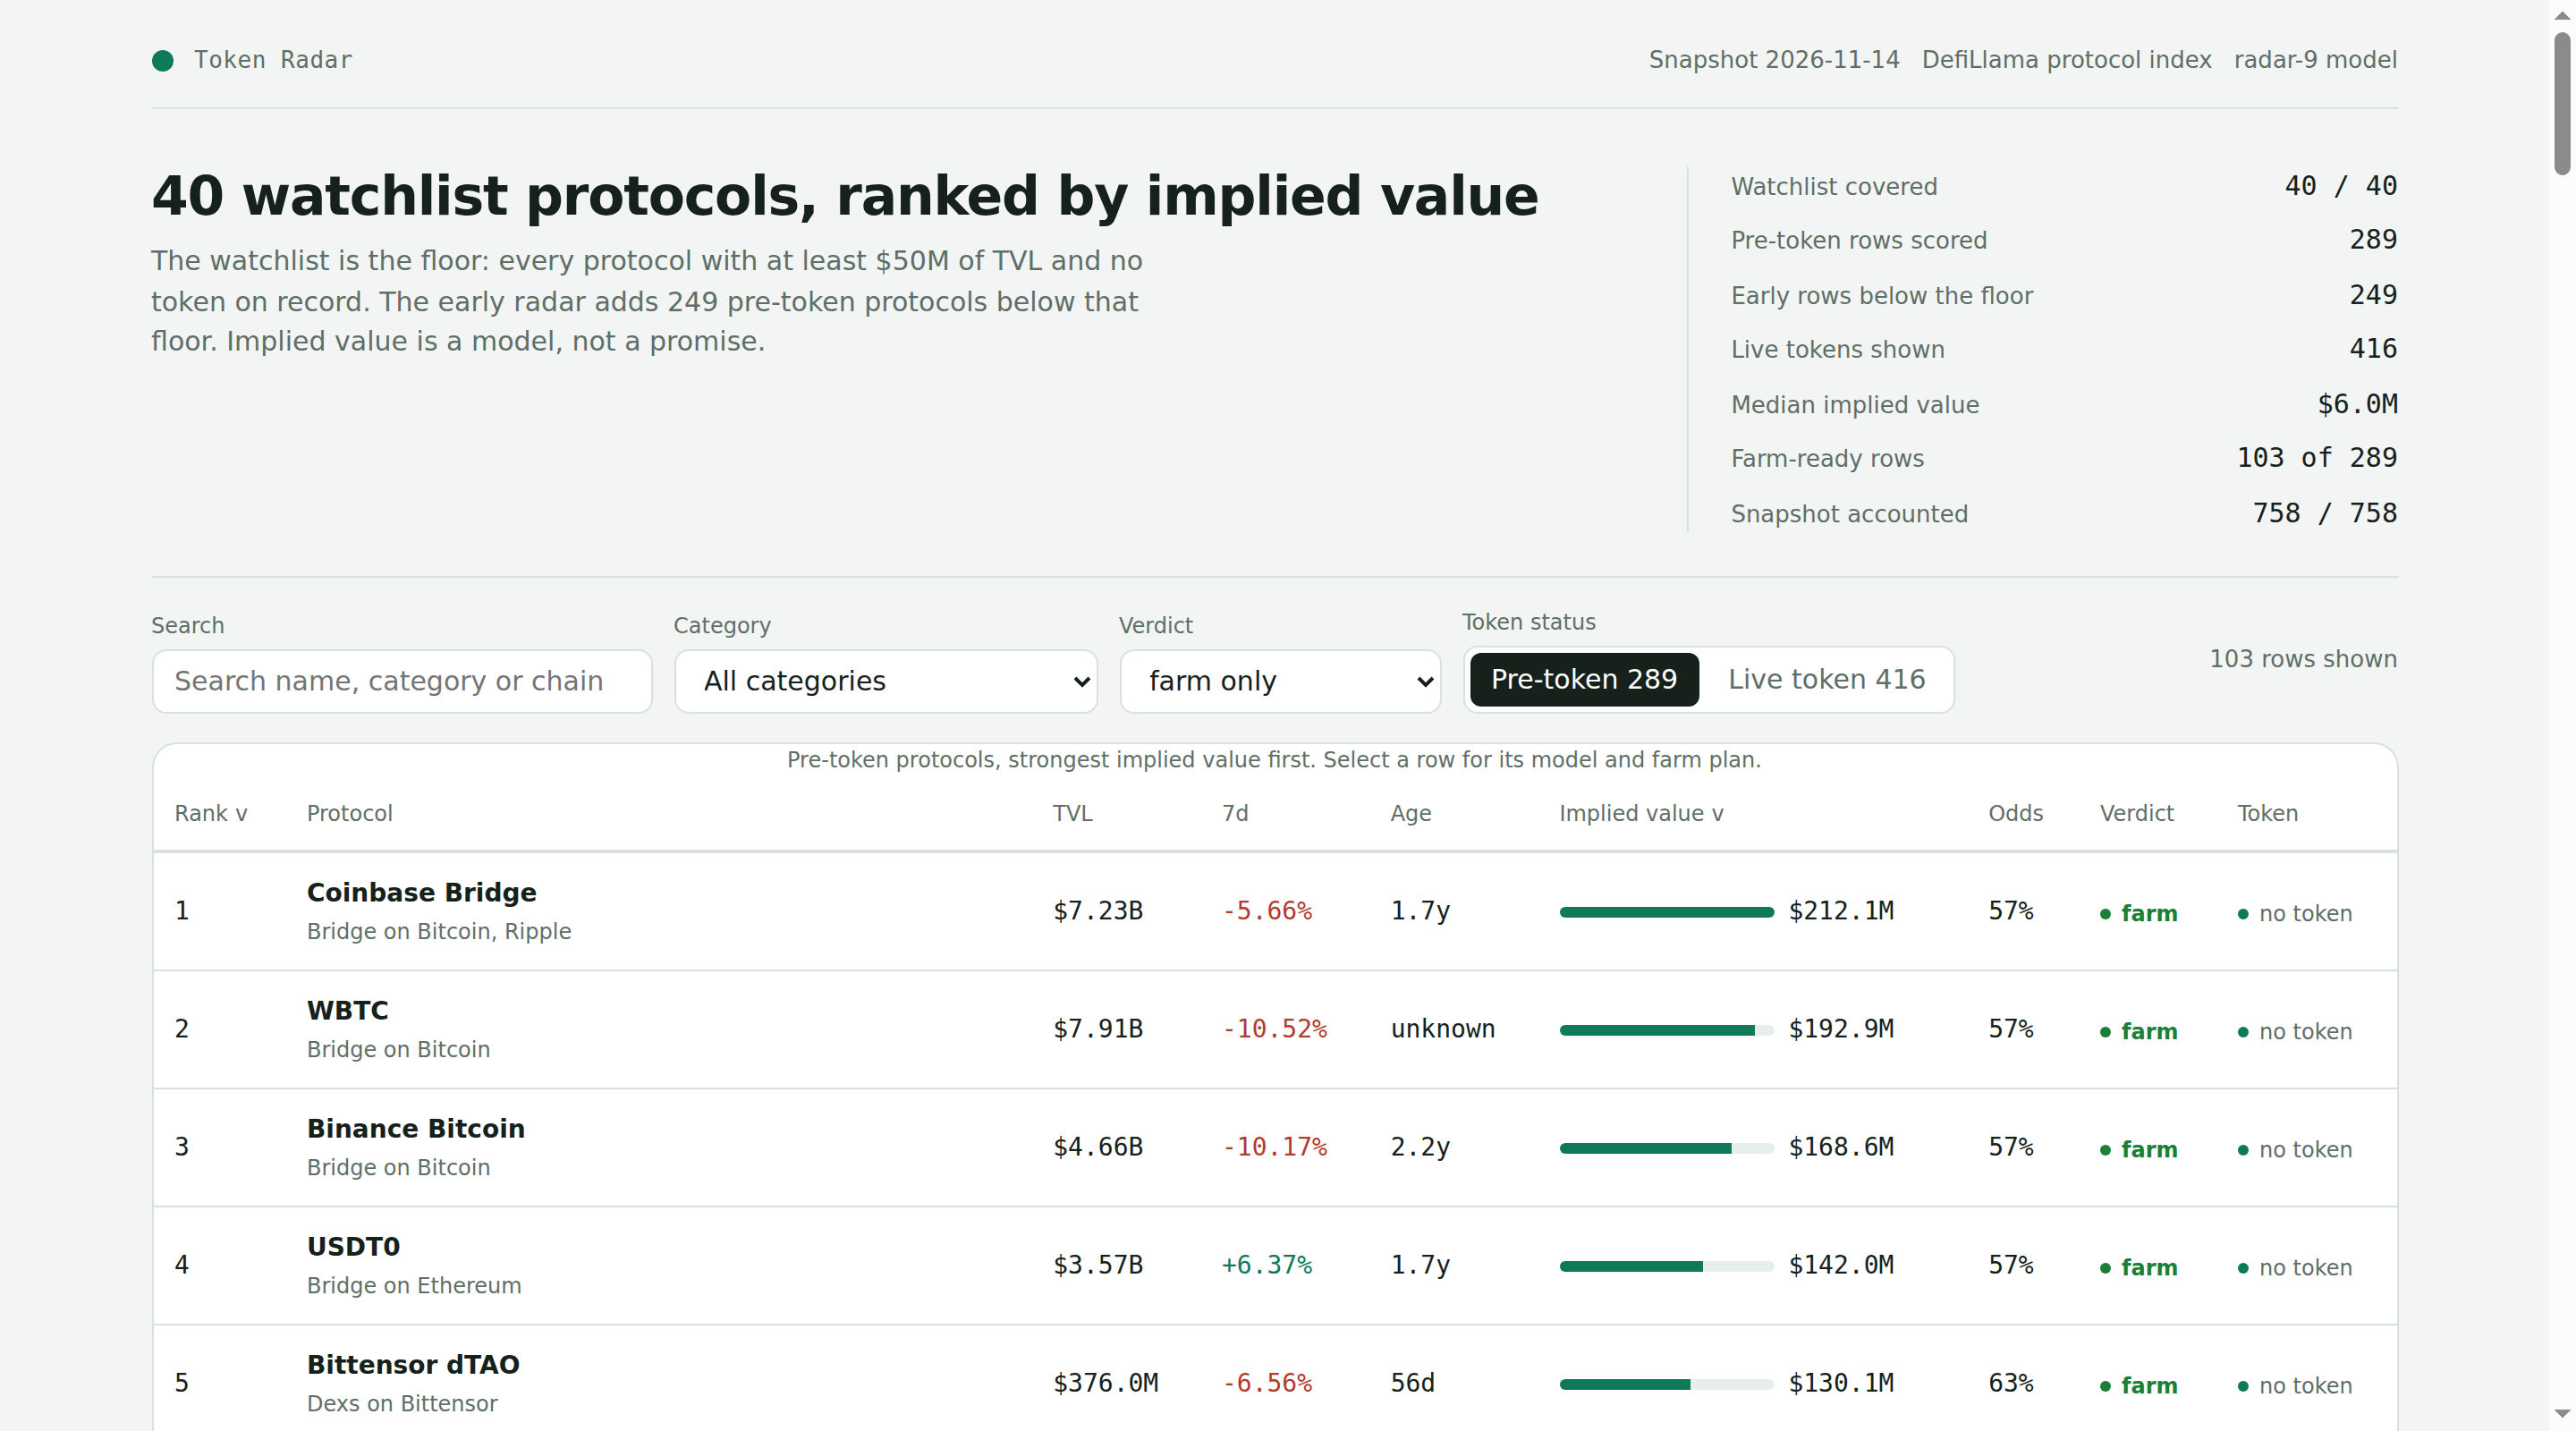 Token Radar
Snapshot 2026-11-14 DefiLlama protocol index radar-9 model
40 watchlist protocols, ranked by implied value
The watchlist is the floor: every protocol with at least $50M of TVL and no
token on record. The early radar adds 249 pre-token protocols below that
floor. Implied value is a model, not a promise.
Watchlist covered 40 / 40
Pre-token rows scored 289
Early rows below the floor 249
Live tokens shown 416
Median implied value $6.0M
Farm-ready rows 103 of 289
Snapshot accounted 758 / 758
Search Category Verdict Token status
Search name, category or chain All categories farm only Pre-token 289 Live token 416 103 rows shown
Pre-token protocols, strongest implied value first. Select a row for its model and farm plan.
Rank v Protocol TVL 7d Age Implied value v Odds Verdict Token
1 Coinbase Bridge $7.23B -5.66% 1.7y $212.1M 57% farm no token
Bridge on Bitcoin, Ripple
2 WBTC $7.91B -10.52% unknown $192.9M 57% farm no token
Bridge on Bitcoin
3 Binance Bitcoin $4.66B -10.17% 2.2y $168.6M 57% farm no token
Bridge on Bitcoin
4 USDT0 $3.57B +6.37% 1.7y $142.0M 57% farm no token
Bridge on Ethereum
5 Bittensor dTAO $376.0M -6.56% 56d $130.1M 63% farm no token
Dexs on Bittensor